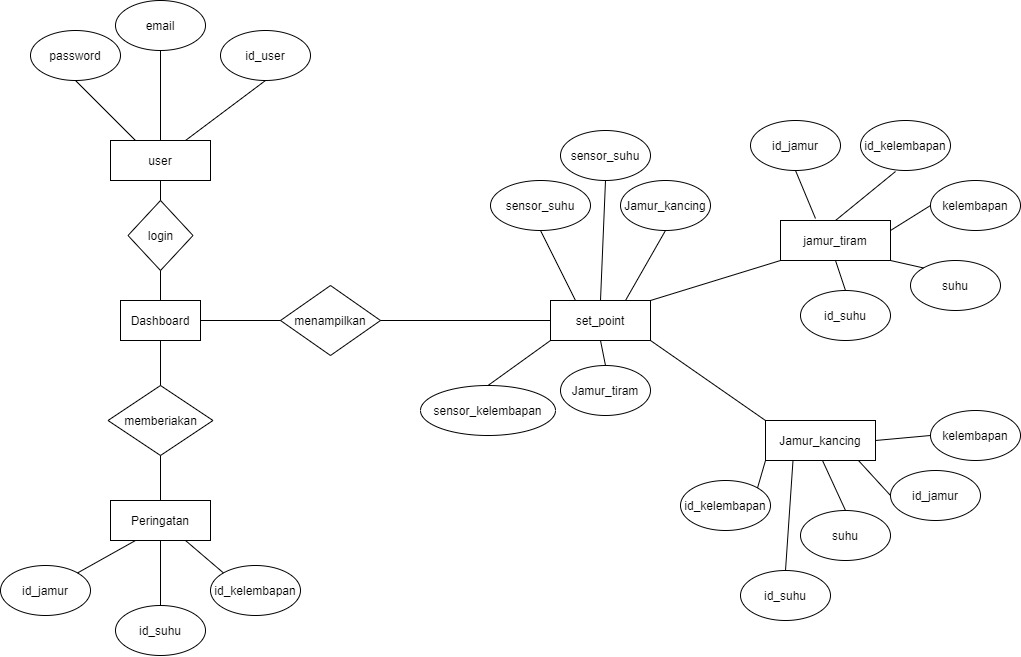 email
password
id_user
user
login
Dashboard
menampilkan
memberiakan
Peringatan
id_jamur
id_kelembapan
id_suhu
sensor_suhu
sensor_suhu
Jamur_kancing
set_point
sensor_kelembapan
Jamur_tiram
id_jamur
id_kelembapan
kelembapan
jamur_tiram
suhu
id_suhu
Jamur_kancing
kelembapan
id_jamur
id_kelembapan
suhu
id_suhu